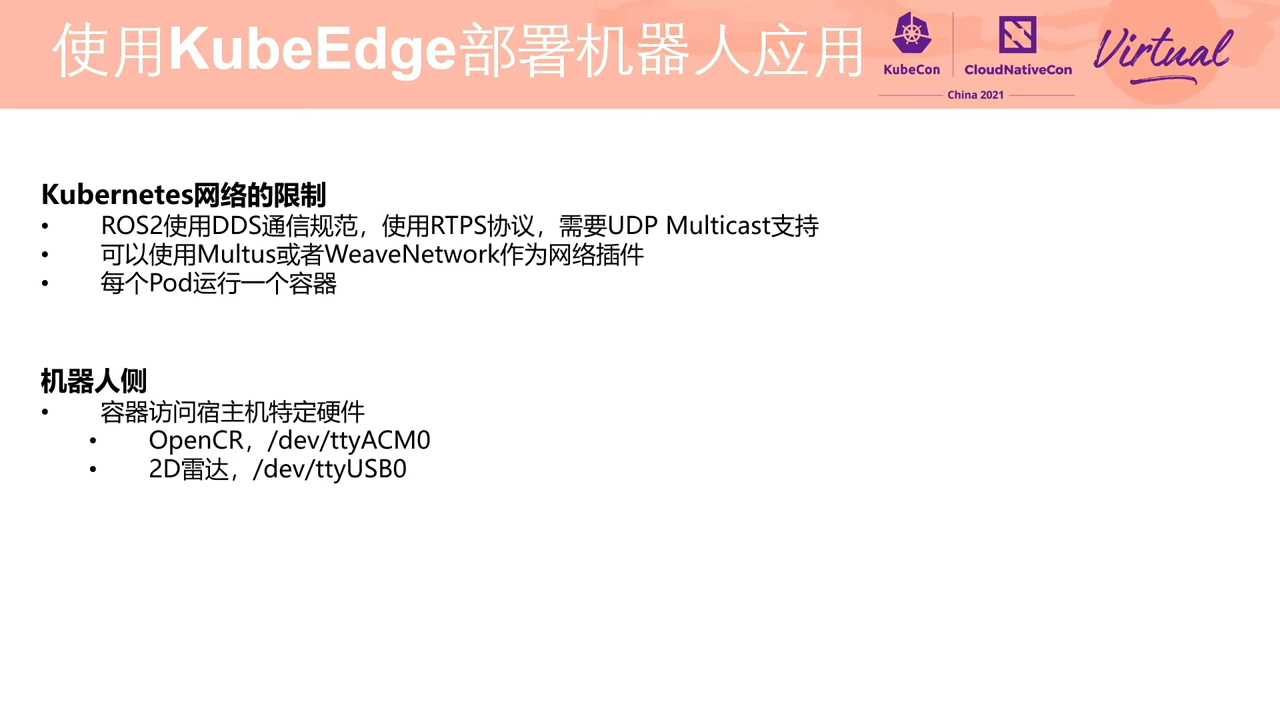 使用KubeEdge部署机器人应用
KubeCon
CloudNativeCon
China 2021
Virtual
Kubernetes网络的限制
• ROS2使用DDS通信规范，使用RTPS协议，需要UDP Multicast支持
• 可以使用Multus或者WeaveNetwork作为网络插件
• 每个Pod运行一个容器
机器人侧
• 容器访问宿主机特定硬件
• OpenCR，/dev/ttyACM0
• 2D雷达，/dev/ttyUSB0